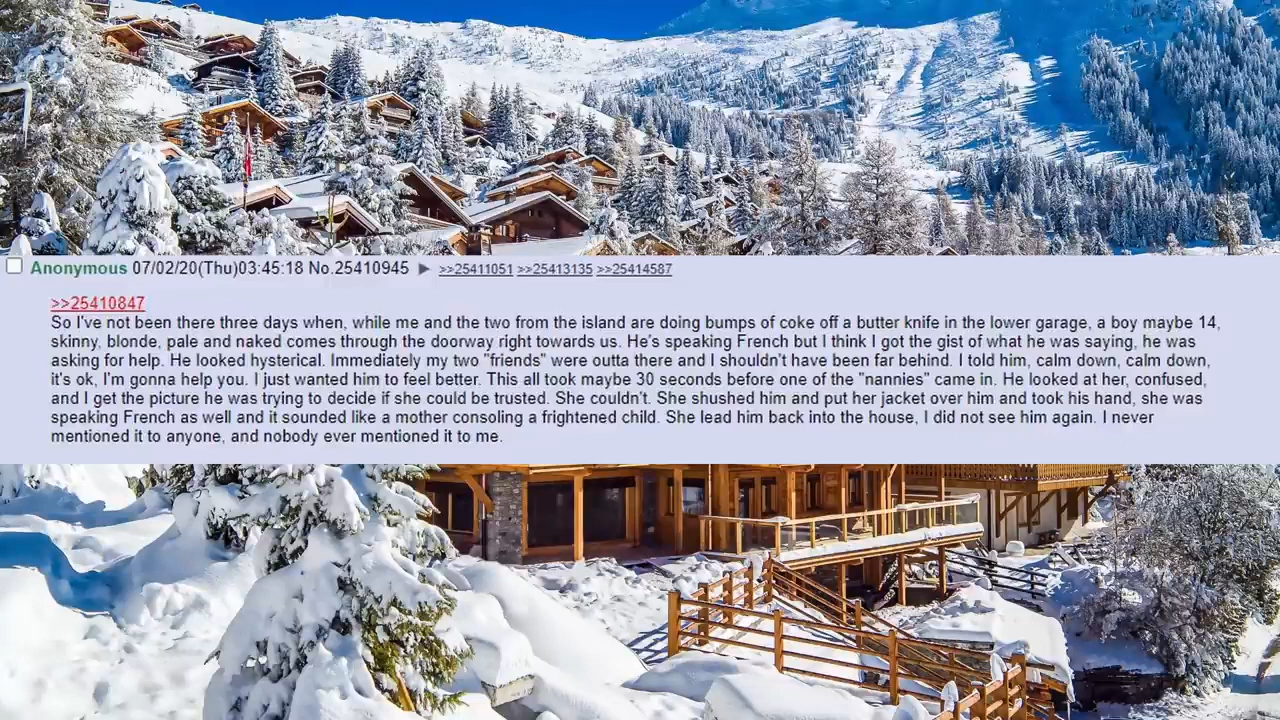 Anonymous 07/02/20(Thu)03:45:18 No.25410945 ▶ >>25411051 >>25413135 >>25414587
>>25410847
So I've not been there three days when, while me and the two from the island are doing bumps of coke off a butter knife in the lower garage, a boy maybe 14,
skinny, blonde, pale and naked comes through the doorway right towards us. He's speaking French but I think I got the gist of what he was saying, he was
asking for help. He looked hysterical. Immediately my two "friends" were outta there and I shouldn't have been far behind. I told him, calm down, calm down,
it's ok, I'm gonna help you. I just wanted him to feel better. This all took maybe 30 seconds before one of the "nannies" came in. He looked at her, confused,
and I get the picture he was trying to decide if she could be trusted. She couldn't. She shushed him and put her jacket over him and took his hand, she was
speaking French as well and it sounded like a mother consoling a frightened child. She lead him back into the house, I did not see him again. I never
mentioned it to anyone, and nobody ever mentioned it to me.